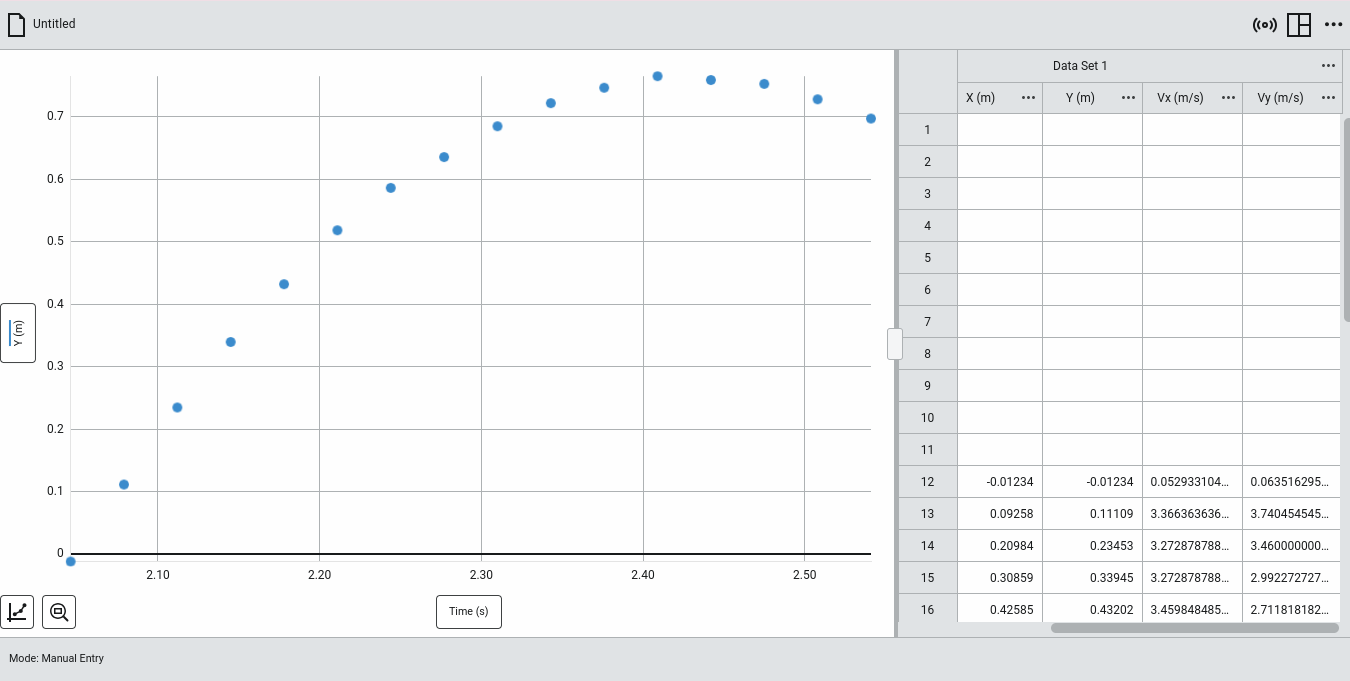 Untitled
0.7
0.6
0.5
0.4
0.3
0.2
0.1
0
Y (m)
2.10 2.20 2.30 2.40 2.50
Time (s)
Data Set 1
X (m) Y (m) Vx (m/s) Vy (m/s)
1
2
3
4
5
6
7
8
9
10
11
12 -0.01234 -0.01234 0.052933104... 0.063516295...
13 0.09258 0.11109 3.366363636... 3.740454545...
14 0.20984 0.23453 3.272878788... 3.460000000...
15 0.30859 0.33945 3.272878788... 2.992272727...
16 0.42585 0.43202 3.459848485... 2.711818182...
Mode: Manual Entry